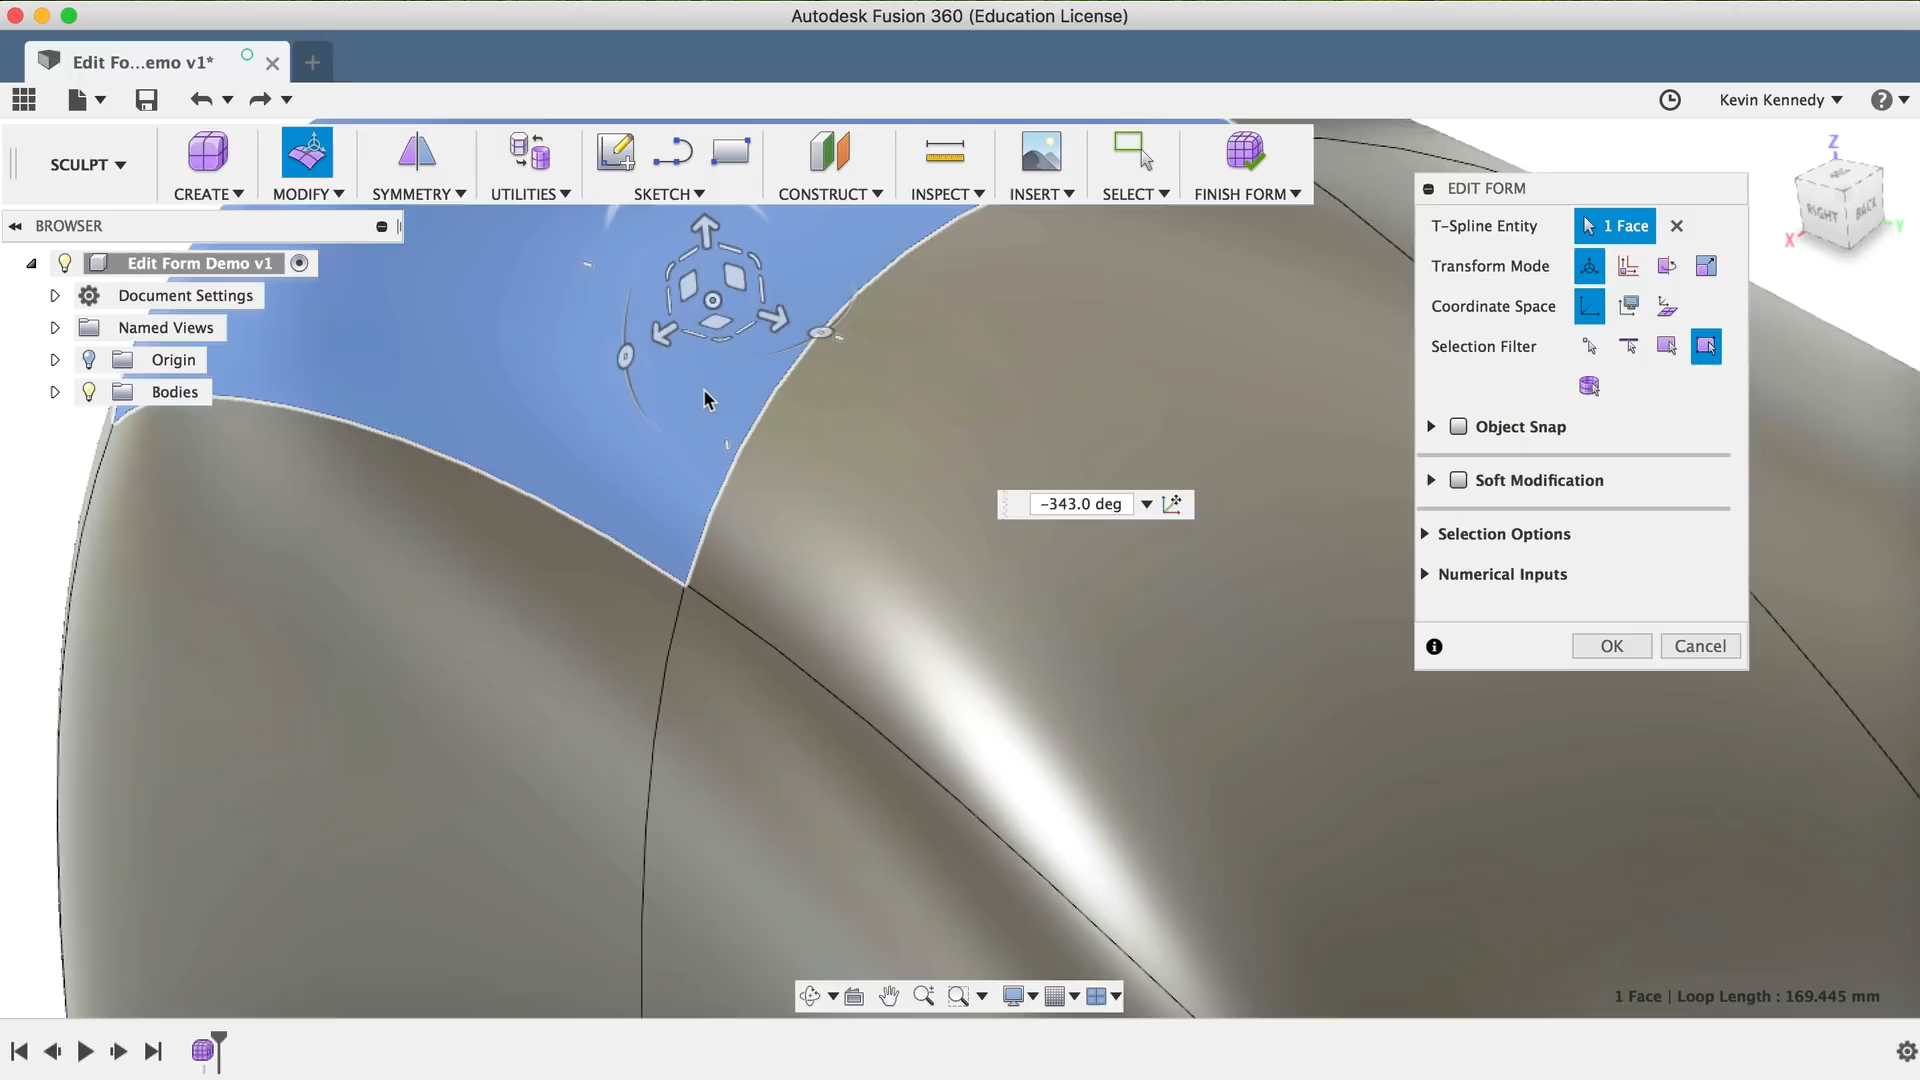 Autodesk Fusion 360 (Education License)
Edit Fo...emo v1*
Kevin Kennedy
SCULPT
CREATE
MODIFY
SYMMETRY
UTILITIES
SKETCH
CONSTRUCT
INSPECT
INSERT
SELECT
FINISH FORM
Z
RIGHT
BACK
X
Y
BROWSER
Edit Form Demo v1
Document Settings
Named Views
Origin
Bodies
EDIT FORM
T-Spline Entity
1 Face
Transform Mode
Coordinate Space
Selection Filter
Object Snap
Soft Modification
Selection Options
Numerical Inputs
OK
Cancel
-343.0 deg
1 Face | Loop Length : 169.445 mm